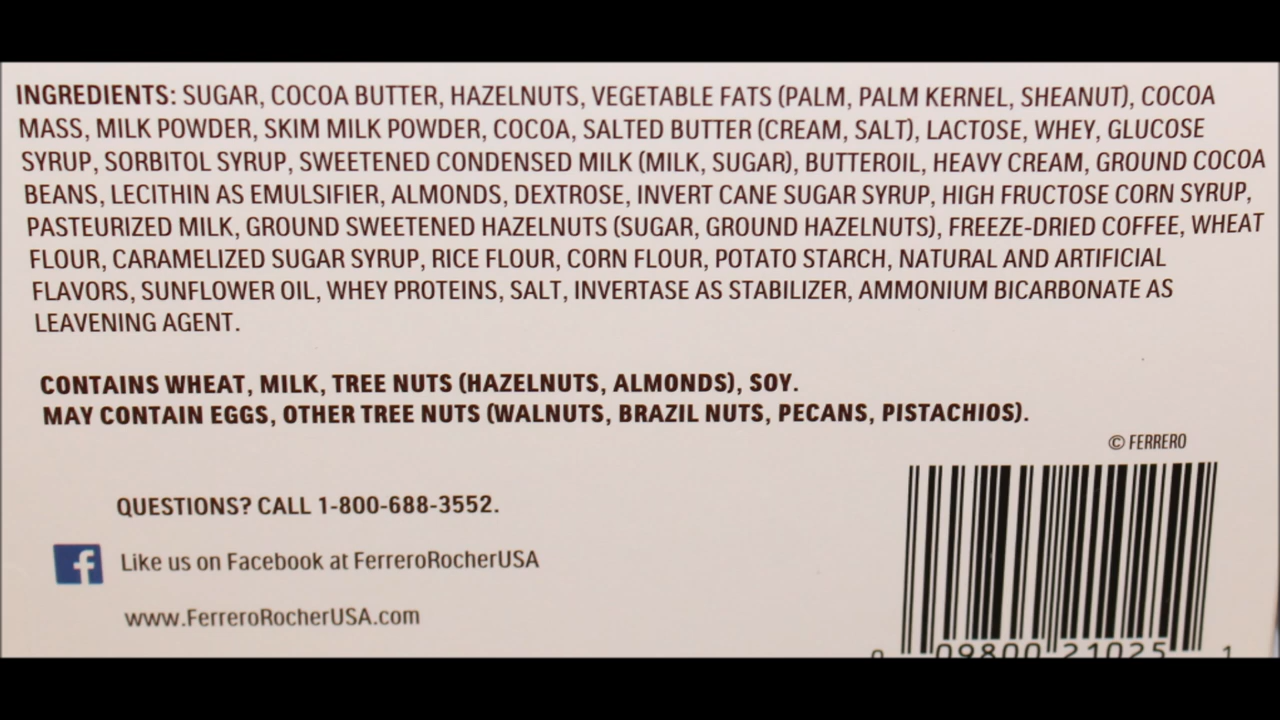 INGREDIENTS: SUGAR, COCOA BUTTER, HAZELNUTS, VEGETABLE FATS (PALM, PALM KERNEL, SHEANUT), COCOA
MASS, MILK POWDER, SKIM MILK POWDER, COCOA, SALTED BUTTER (CREAM, SALT), LACTOSE, WHEY, GLUCOSE
SYRUP, SORBITOL SYRUP, SWEETENED CONDENSED MILK (MILK, SUGAR), BUTTEROIL, HEAVY CREAM, GROUND COCOA
BEANS, LECITHIN AS EMULSIFIER, ALMONDS, DEXTROSE, INVERT CANE SUGAR SYRUP, HIGH FRUCTOSE CORN SYRUP,
PASTEURIZED MILK, GROUND SWEETENED HAZELNUTS (SUGAR, GROUND HAZELNUTS), FREEZE-DRIED COFFEE, WHEAT
FLOUR, CARAMELIZED SUGAR SYRUP, RICE FLOUR, CORN FLOUR, POTATO STARCH, NATURAL AND ARTIFICIAL
FLAVORS, SUNFLOWER OIL, WHEY PROTEINS, SALT, INVERTASE AS STABILIZER, AMMONIUM BICARBONATE AS
LEAVENING AGENT.
CONTAINS WHEAT, MILK, TREE NUTS (HAZELNUTS, ALMONDS), SOY.
MAY CONTAIN EGGS, OTHER TREE NUTS (WALNUTS, BRAZIL NUTS, PECANS, PISTACHIOS).
© FERRERO
QUESTIONS? CALL 1-800-688-3552.
f Like us on Facebook at FerreroRocherUSA
www.FerreroRocherUSA.com
0 09800 21025 1